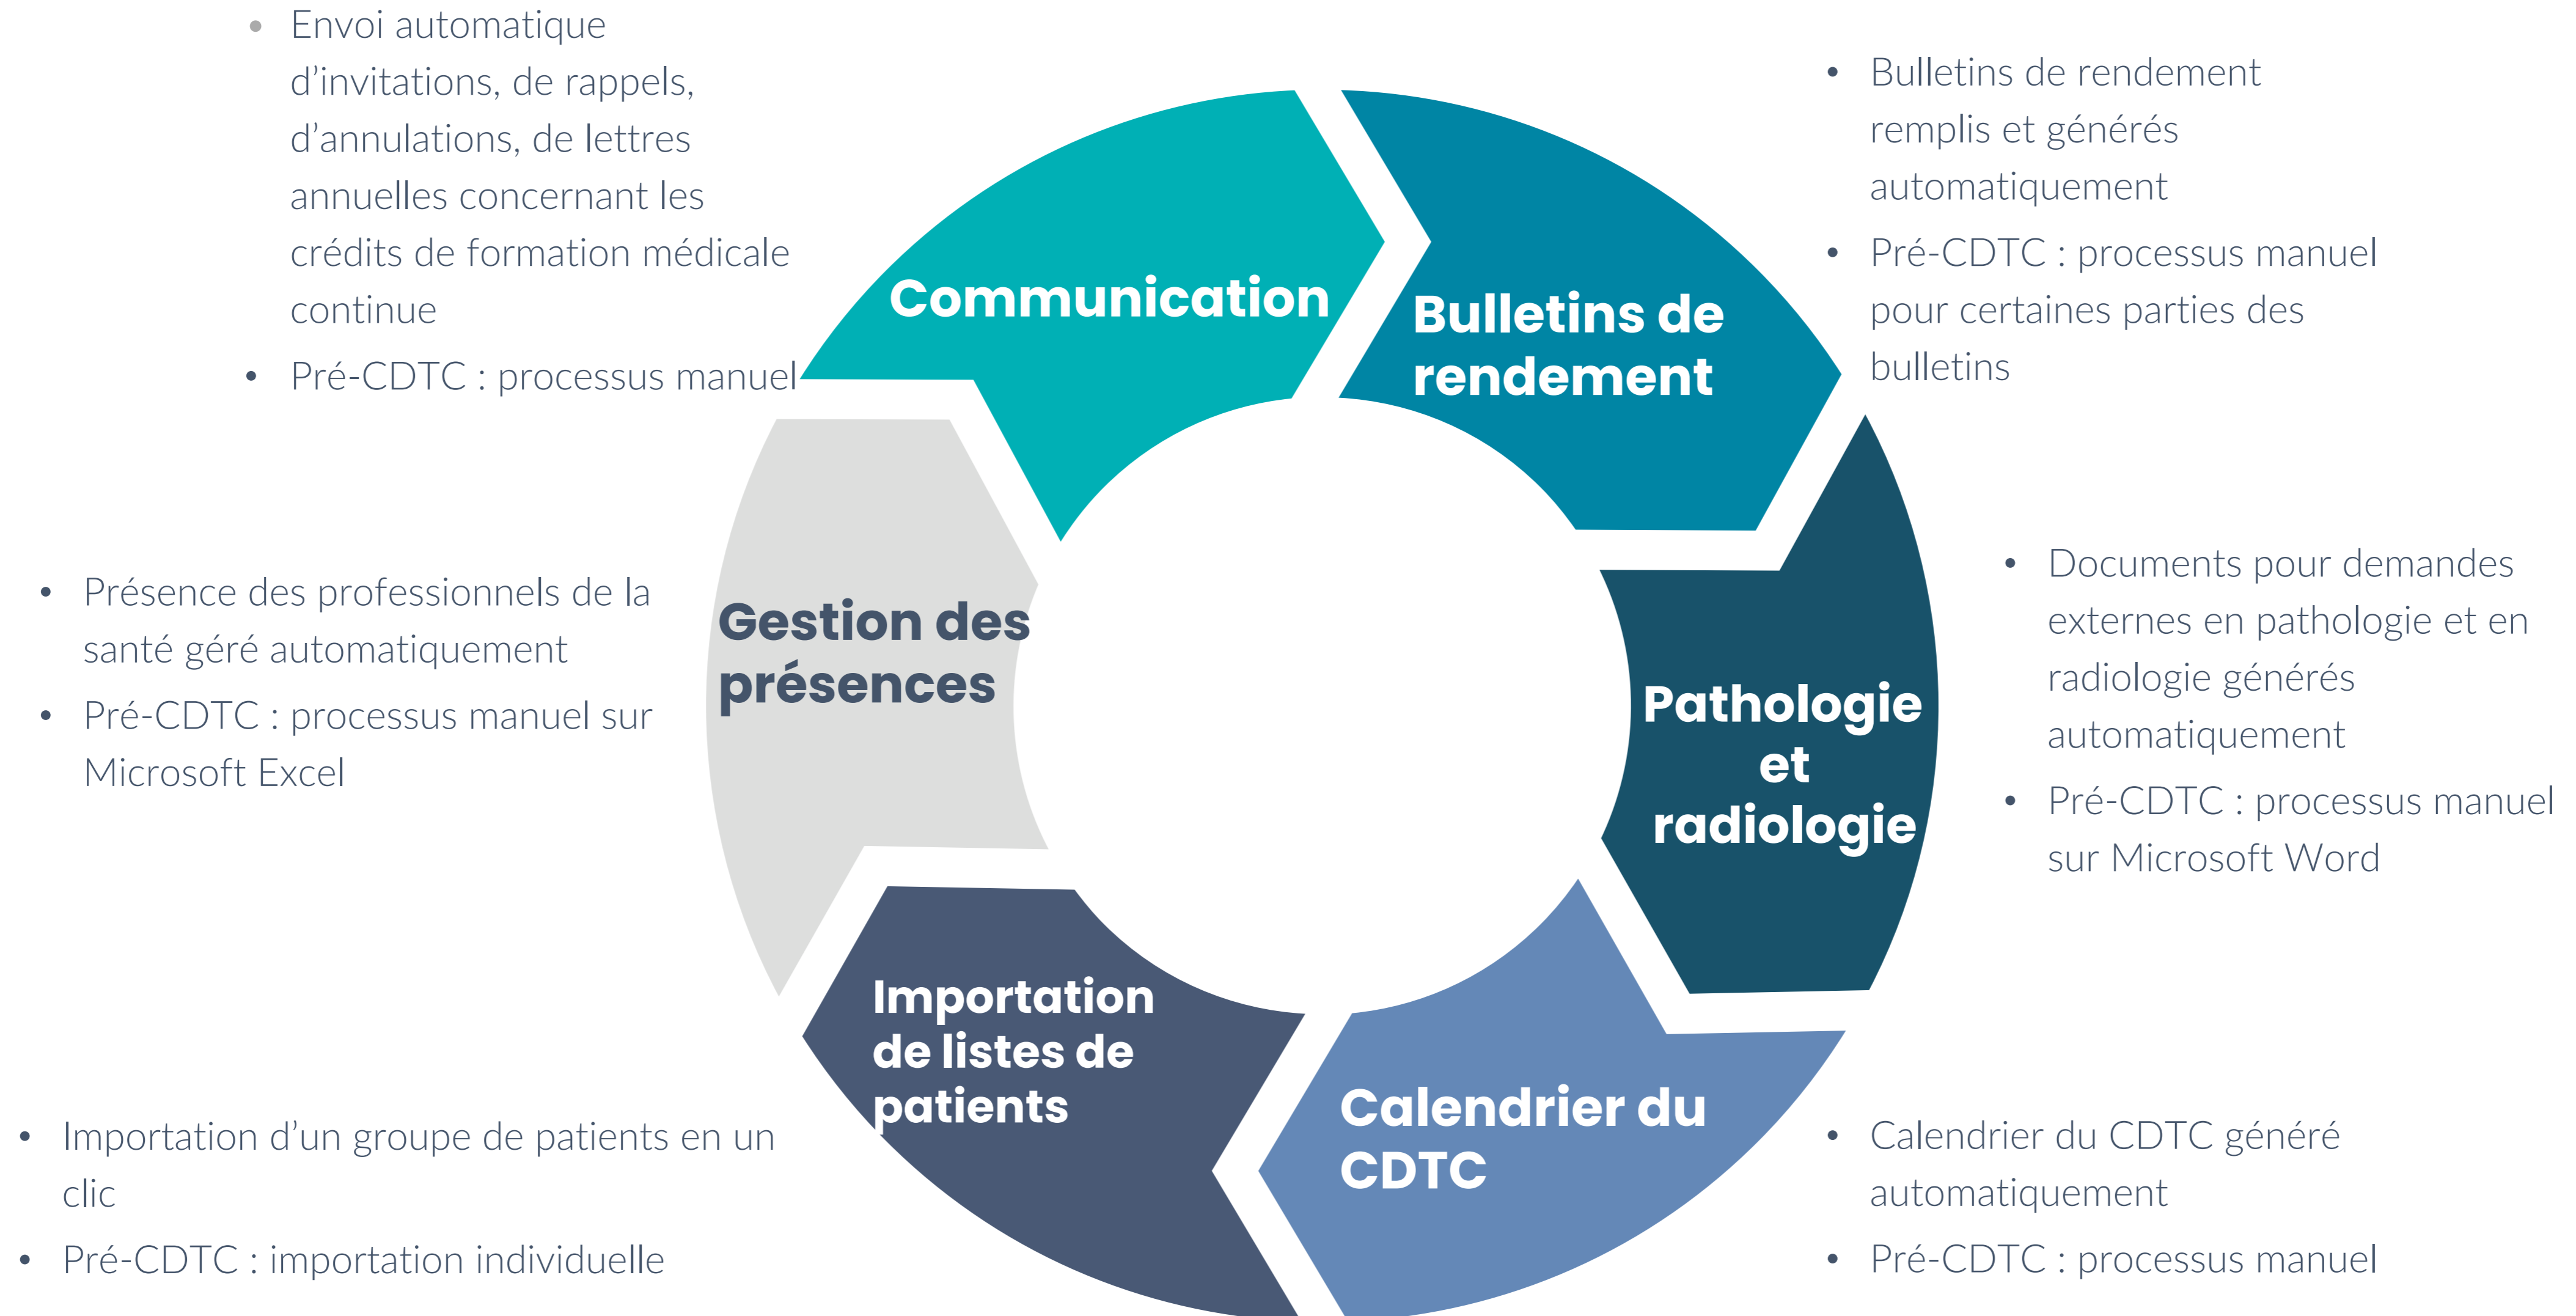 • Envoi automatique
d’invitations, de rappels,
d’annulations, de lettres
annuelles concernant les
crédits de formation médicale
continue
• Pré-CDTC : processus manuel
Communication
Bulletins de
rendement
• Bulletins de rendement
remplis et générés
automatiquement
• Pré-CDTC : processus manuel
pour certaines parties des
bulletins
• Présence des professionnels de la
santé géré automatiquement
• Pré-CDTC : processus manuel sur
Microsoft Excel
Gestion des
présences
Pathologie
et
radiologie
• Documents pour demandes
externes en pathologie et en
radiologie générés
automatiquement
• Pré-CDTC : processus manuel
sur Microsoft Word
• Importation d’un groupe de patients en un
clic
• Pré-CDTC : importation individuelle
Importation
de listes de
patients
Calendrier du
CDTC
• Calendrier du CDTC généré
automatiquement
• Pré-CDTC : processus manuel